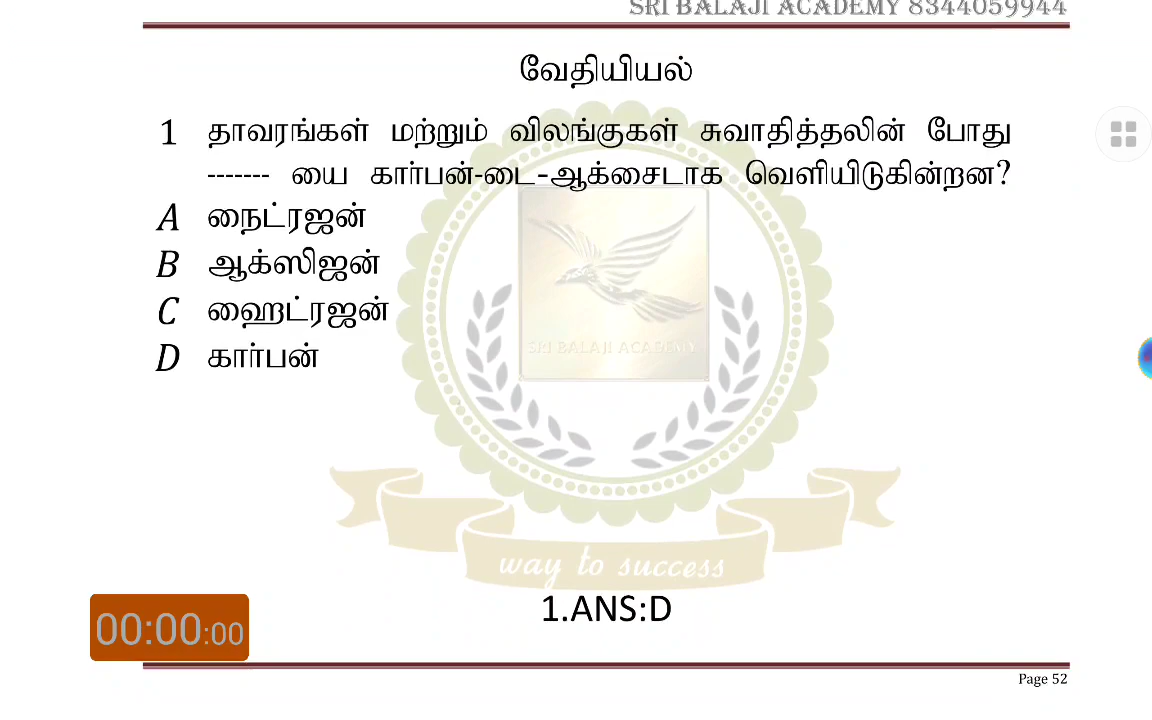 SRI BALAJI ACADEMY 8344059944
வேதியியல்
1 தாவரங்கள் மற்றும் விலங்குகள் சுவாதித்தலின் போது
------- யை கார்பன்-டை-ஆக்சைடாக வெளியிடுகின்றன?
A நைட்ரஜன்
B ஆக்ஸிஜன்
C ஹைட்ரஜன்
D கார்பன்
SRI BALAJI ACADEMY
way to success
1.ANS:D
00:00:00
Page 52